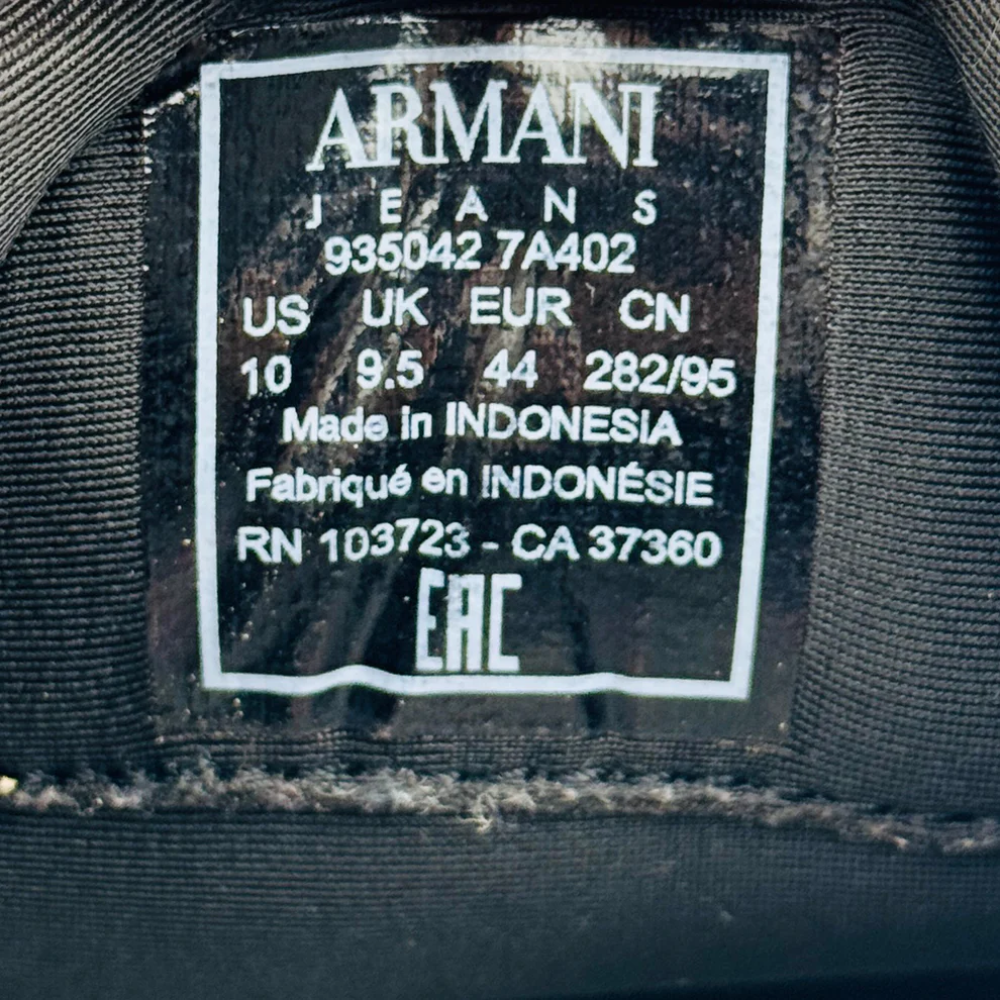 ARMANI
JEANS
935042 7A402
US UK EUR CN
10 9.5 44 282/95
Made in INDONESIA
Fabriqué en INDONÉSIE
RN 103723 - CA 37360
EAC